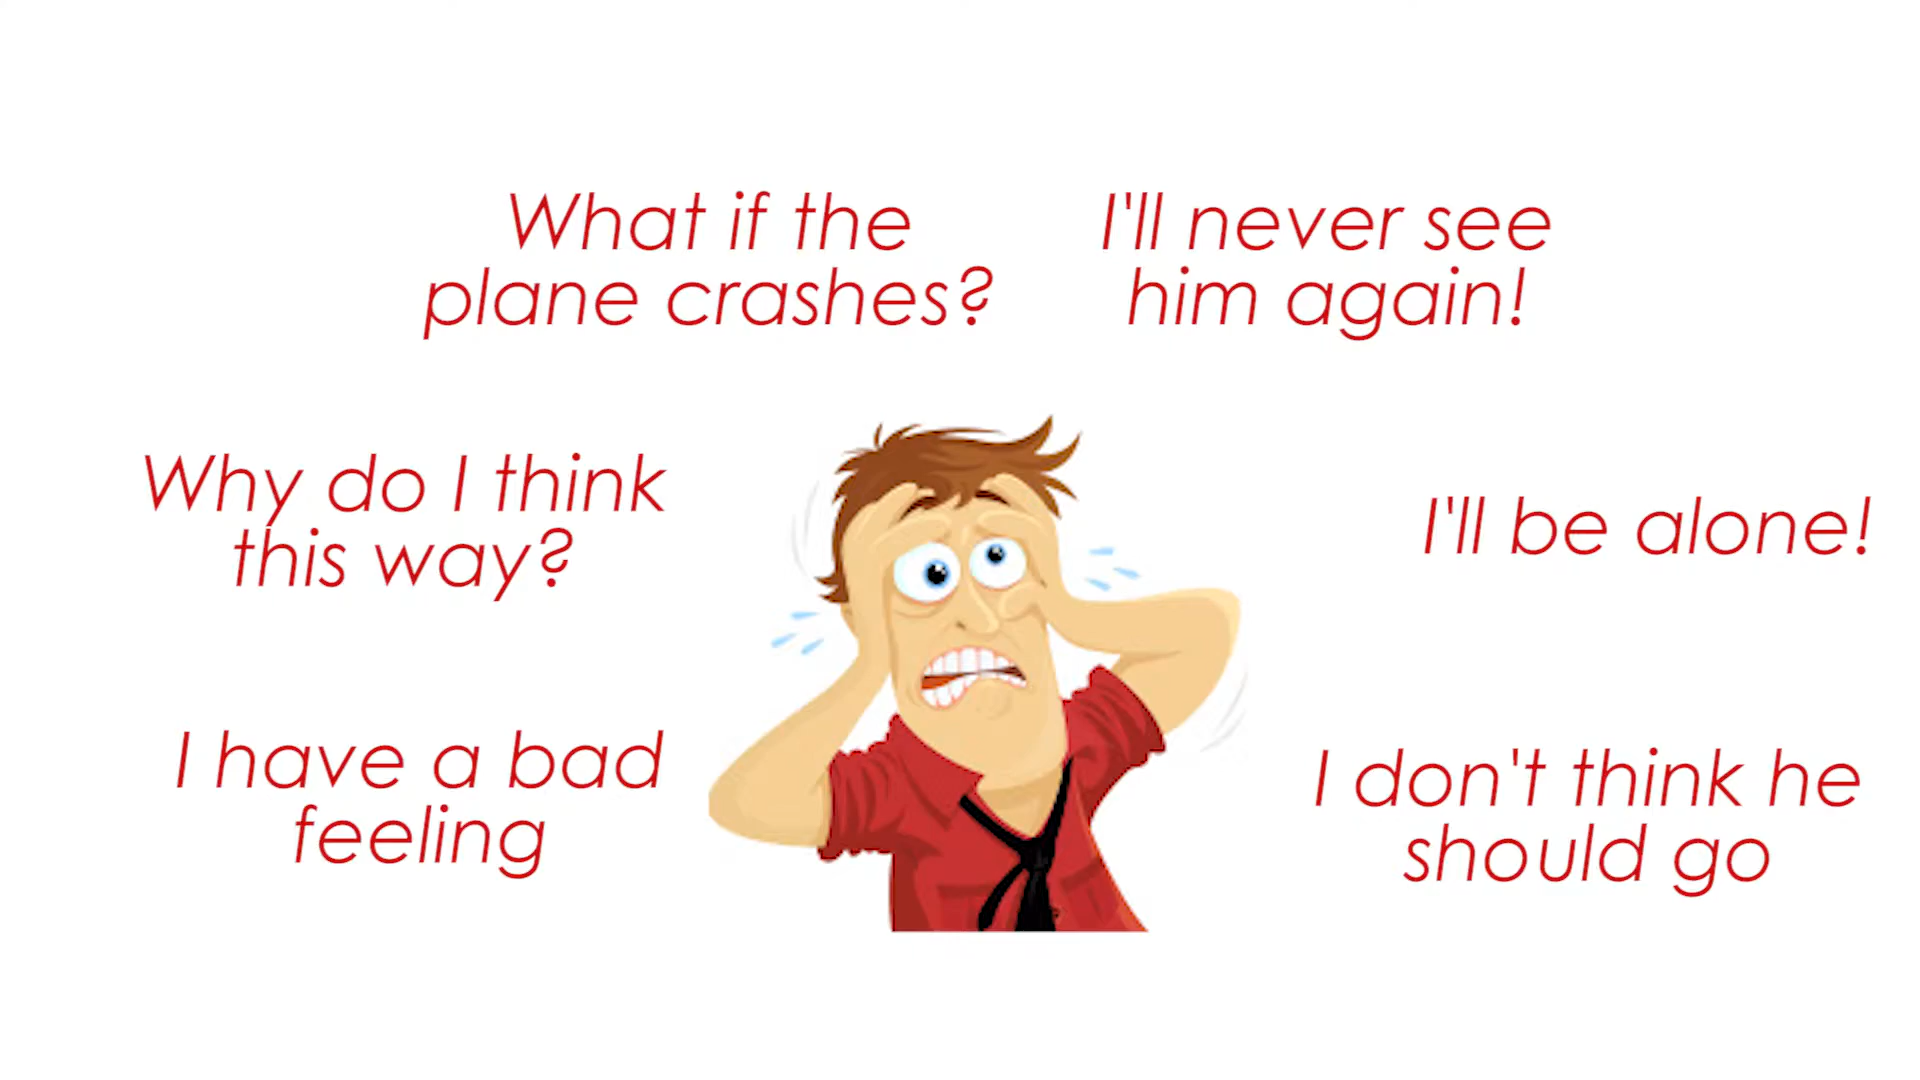 What if the
plane crashes?
I'll never see
him again!
Why do I think
this way?
I'll be alone!
I have a bad
feeling
I don't think he
should go